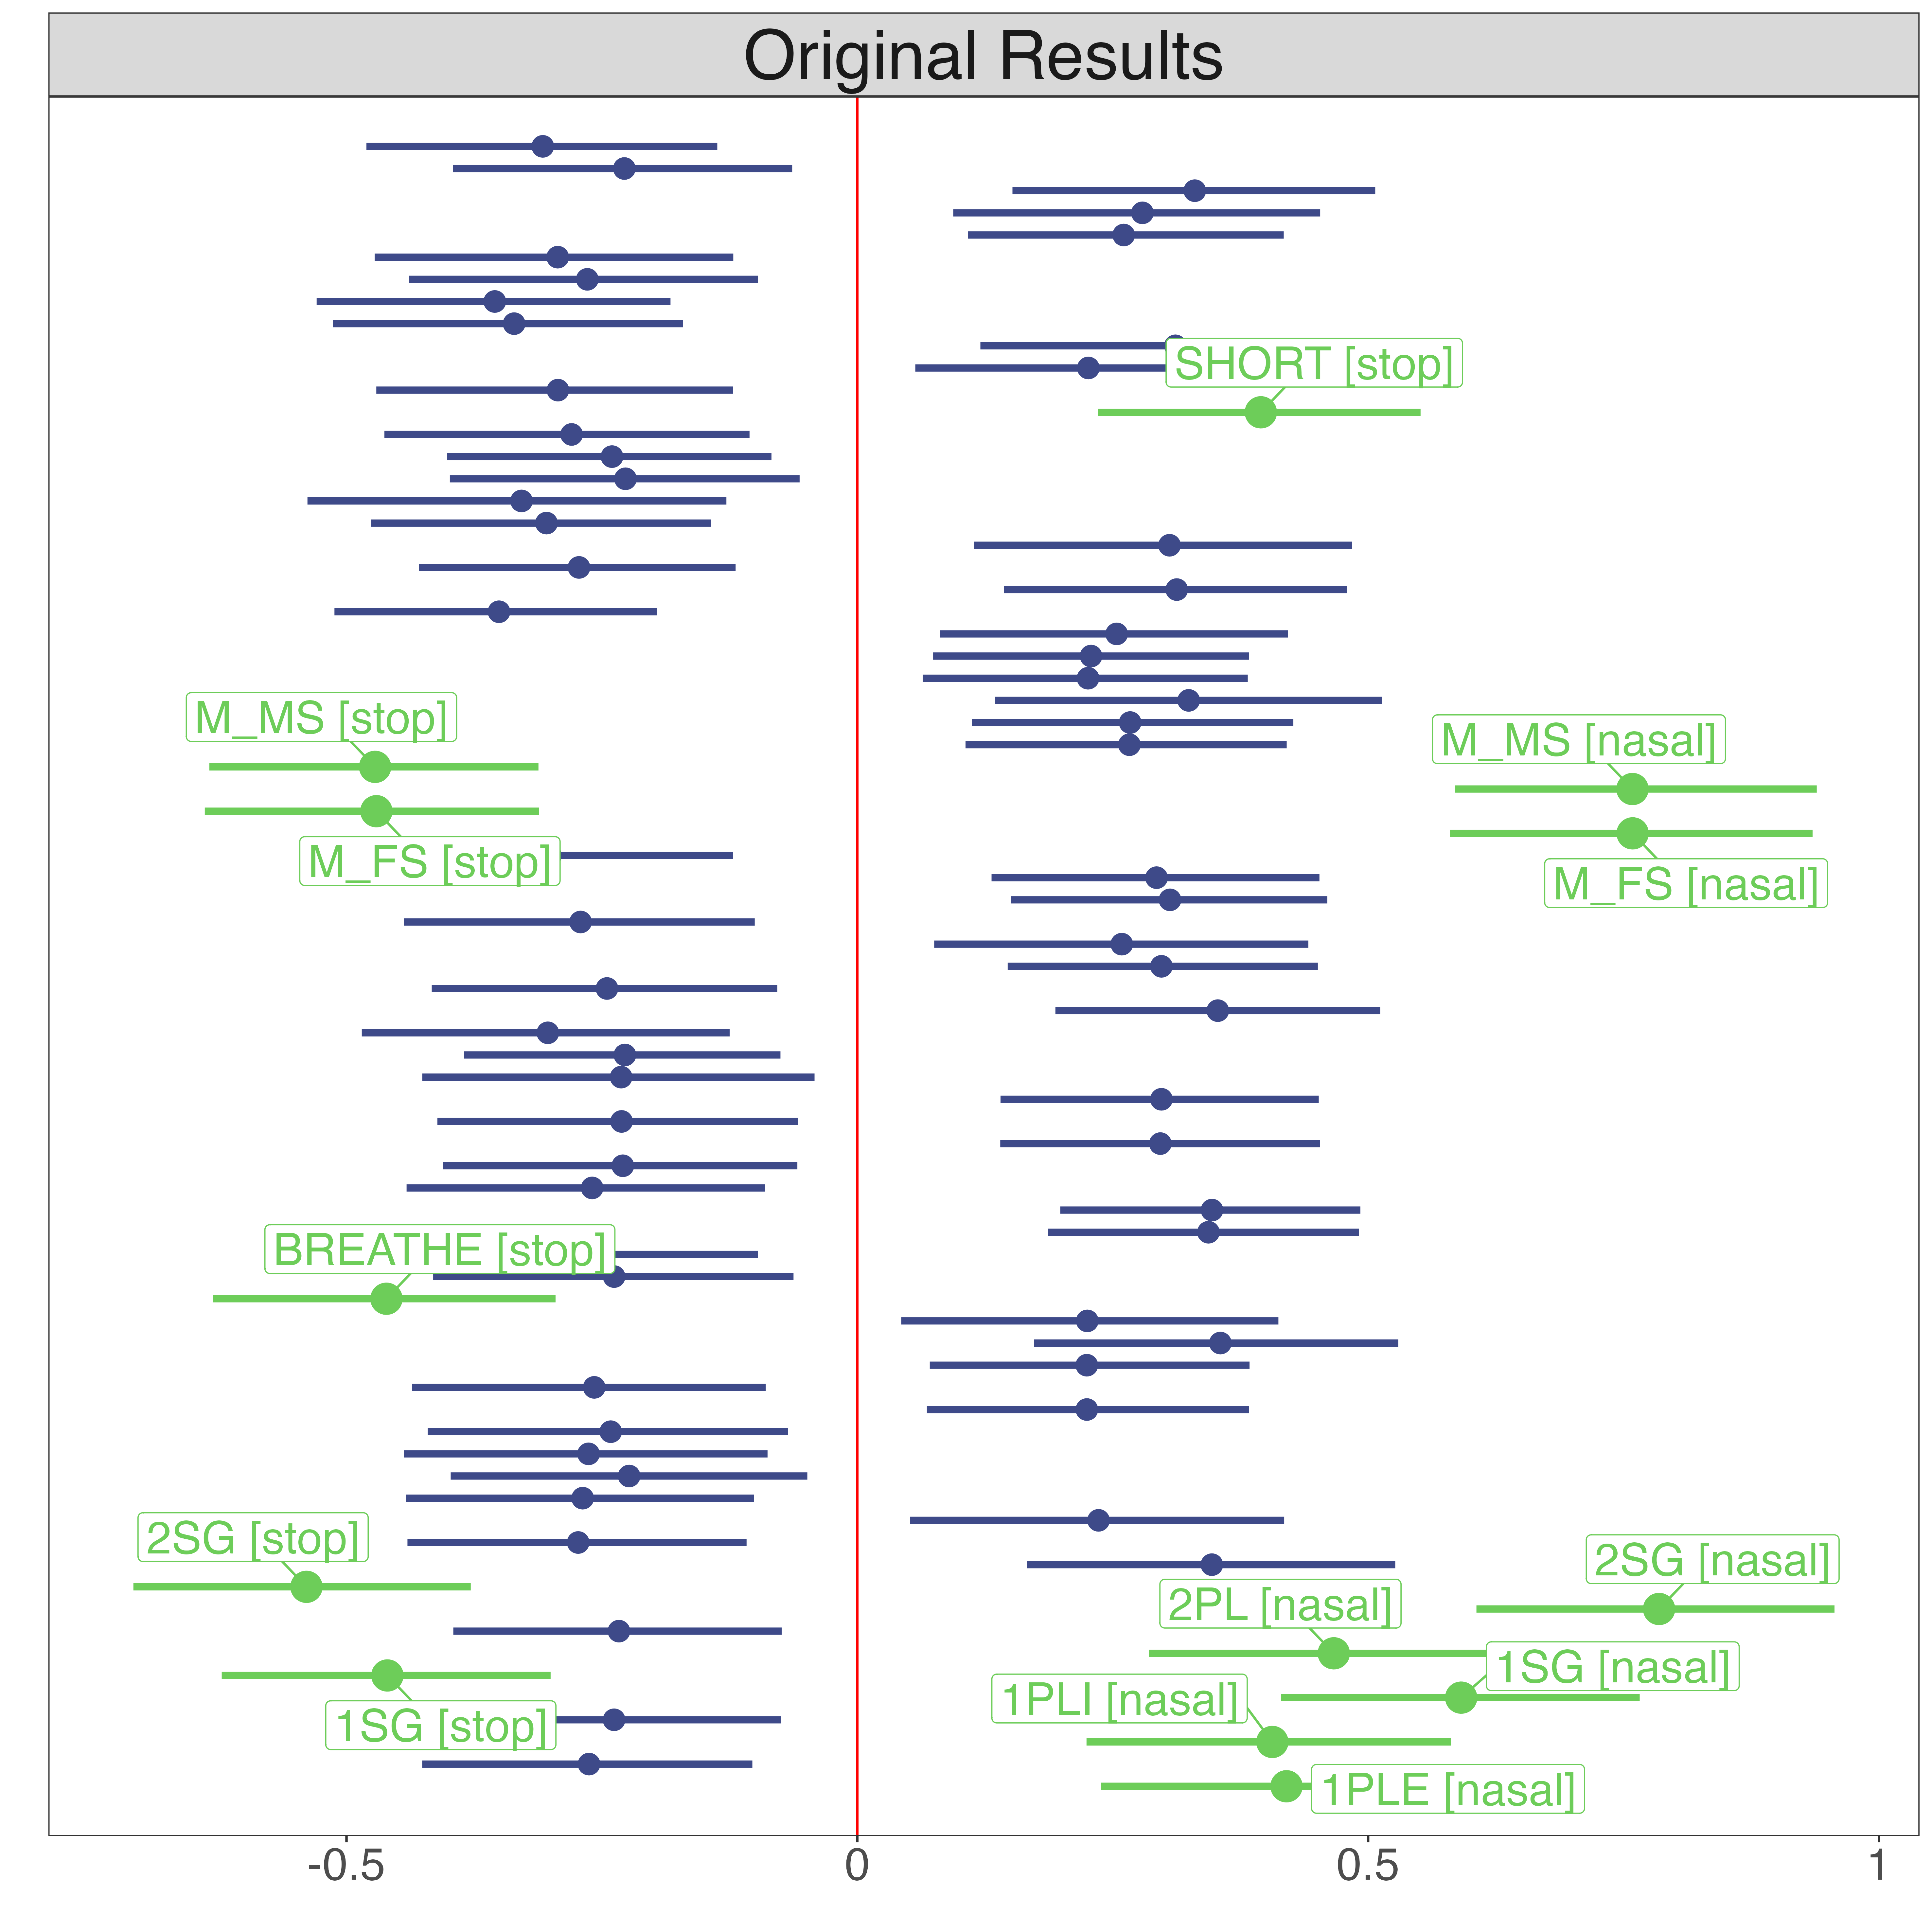 Original Results
SHORT [stop]
M_MS [stop]
M_MS [nasal]
M_FS [stop]
M_FS [nasal]
BREATHE [stop]
2SG [stop]
2SG [nasal]
2PL [nasal]
1SG [nasal]
1PLI [nasal]
1SG [stop]
1PLE [nasal]
-0.5 0 0.5 1